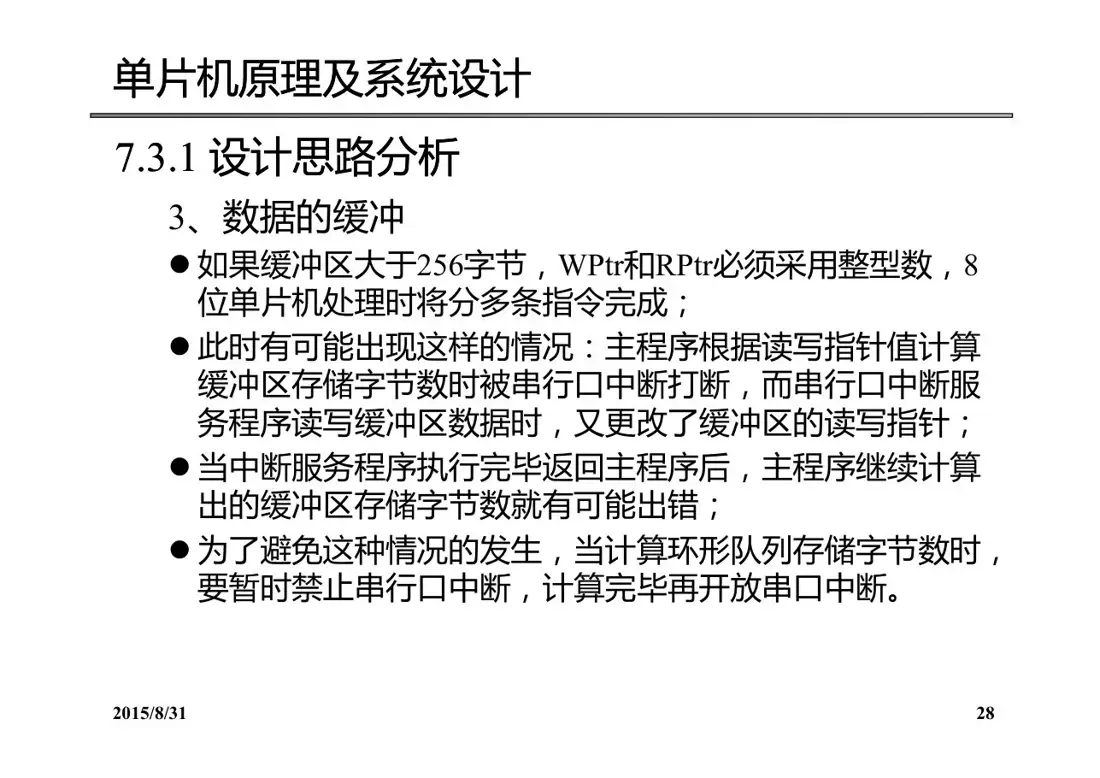 单片机原理及系统设计
7.3.1 设计思路分析
3、数据的缓冲
●如果缓冲区大于256字节，WPtr和RPtr必须采用整型数，8
位单片机处理时将分多条指令完成；
●此时有可能出现这样的情况：主程序根据读写指针值计算
缓冲区存储字节数时被串行口中断打断，而串行口中断服
务程序读写缓冲区数据时，又更改了缓冲区的读写指针；
●当中断服务程序执行完毕返回主程序后，主程序继续计算
出的缓冲区存储字节数就有可能出错；
●为了避免这种情况的发生，当计算环形队列存储字节数时，
要暂时禁止串行口中断，计算完毕再开放串口中断。
2015/8/31
28